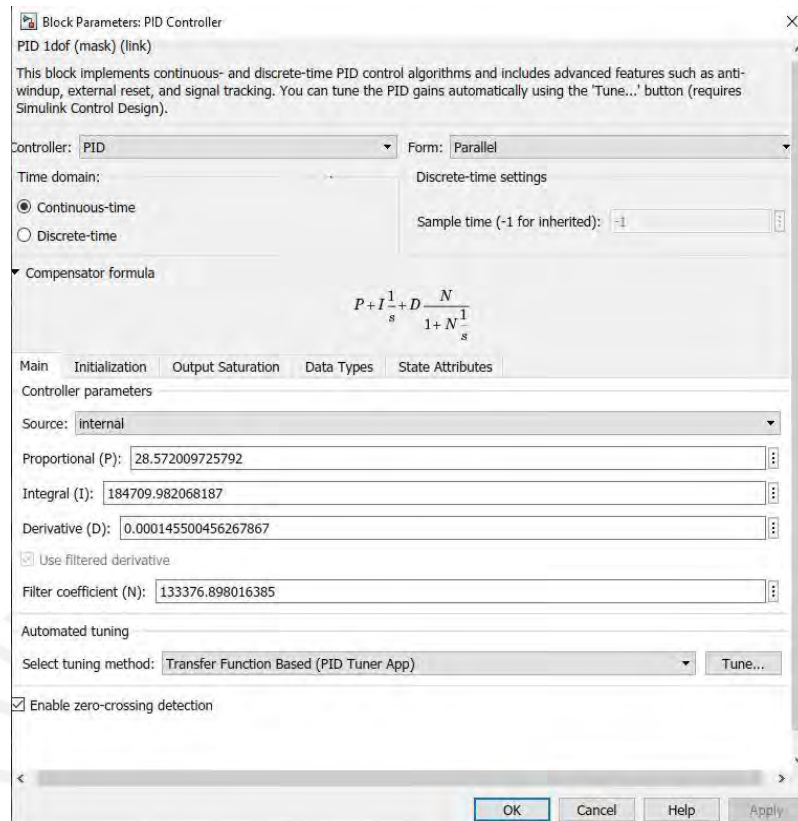 Block Parameters: PID Controller
PID 1dof (mask) (link)
This block implements continuous- and discrete-time PID control algorithms and includes advanced features such as anti-
windup, external reset, and signal tracking. You can tune the PID gains automatically using the 'Tune...' button (requires
Simulink Control Design).
Controller: PID Form: Parallel
Time domain: Discrete-time settings
Continuous-time
Sample time (-1 for inherited): -1
Discrete-time
Compensator formula
P+I\frac{1}{s}+D\frac{N}{1+N\frac{1}{s}}
Main Initialization Output Saturation Data Types State Attributes
Controller parameters
Source: internal
Proportional (P): 28.572009725792
Integral (I): 184709.982068187
Derivative (D): 0.000145500456267867
Use filtered derivative
Filter coefficient (N): 133376.898016385
Automated tuning
Select tuning method: Transfer Function Based (PID Tuner App) Tune...
Enable zero-crossing detection
OK Cancel Help Apply